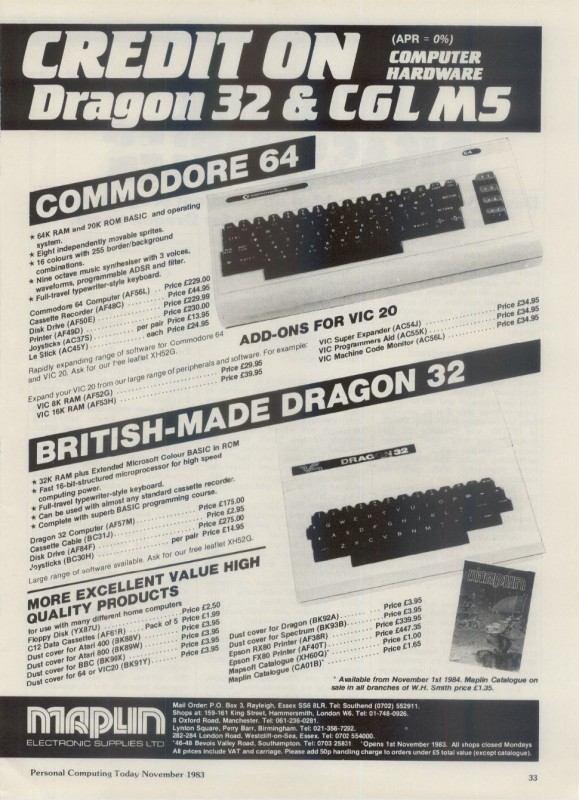 CREDIT ON
(APR = 0%)
COMPUTER
HARDWARE
Dragon 32 & CGL M5
COMMODORE 64
★ 64K RAM and 20K ROM BASIC and operating
system.
★ Eight independently movable sprites.
★ 16 colours with 255 border/background
combinations.
★ Nine octave music synthesiser with 3 voices,
waveforms, programmable ADSR and filter.
★ Full-travel typewriter-style keyboard.
Commodore 64 Computer (AF56L) . . . Price £229.00
Cassette Recorder (AF48C) . . . . . . Price £44.95
Disk Drive (AF50E) . . . . . . . . . . Price £229.99
Printer (AF49D) . . . . . . . . . . . . Price £230.00
Joysticks (AC37S) . . . . . . per pair Price £13.95
Le Stick (AC45Y) . . . . . . . . each Price £24.95
Rapidly expanding range of software for Commodore 64
and VIC 20. Ask for our free leaflet XH52G.
ADD-ONS FOR VIC 20
Expand your VIC 20 from our large range of peripherals and software. For example:
VIC 8K RAM (AF52G) . . . . . . . . . Price £29.95
VIC 16K RAM (AF53H) . . . . . . . . Price £39.95
VIC Super Expander (AC54J) . . . . . Price £34.95
VIC Programmers Aid (AC55K) . . . . Price £34.95
VIC Machine Code Monitor (AC56L) . . Price £34.95
BRITISH-MADE DRAGON 32
★ 32K RAM plus Extended Microsoft Colour BASIC in ROM
★ Fast 16-bit-structured microprocessor for high speed
computing power.
★ Full-travel typewriter-style keyboard.
★ Can be used with almost any standard cassette recorder.
★ Complete with superb BASIC programming course.
Dragon 32 Computer (AF57M) . . . . . Price £175.00
Cassette Cable (BC31J) . . . . . . . . Price £2.95
Disk Drive (AF84F) . . . . . . . . . . Price £275.00
Joysticks (BC30H) . . . . . . per pair Price £14.95
Large range of software available. Ask for our free leaflet XH52G.
DRAGON 32
MORE EXCELLENT VALUE HIGH
QUALITY PRODUCTS
for use with many different home computers
Floppy Disk (YX87U) . . . . . . . . . Price £2.50
C12 Data Cassettes (AF61R) . . Pack of 5 Price £1.99
Dust cover for Atari 400 (BK88V) . . . Price £3.95
Dust cover for Atari 800 (BK89W) . . . Price £3.95
Dust cover for BBC (BK90X) . . . . . . Price £3.95
Dust cover for 64 or VIC20 (BK91Y) . . Price £3.95
Dust cover for Dragon (BK92A) . . . . Price £3.95
Dust cover for Spectrum (BK93B) . . . Price £3.95
Epson RX80 Printer (AF38R) . . . . . Price £339.95
Epson FX80 Printer (AF40T) . . . . . Price £447.35
Mapsoft Catalogue (XH60Q) . . . . . . Price £1.00
Maplin Catalogue (CA01B)* . . . . . . Price £1.65
maplin
* Available from November 1st 1984. Maplin Catalogue on
sale in all branches of W.H. Smith price £1.35.
MAPLIN
ELECTRONIC SUPPLIES LTD
Mail Order: P.O. Box 3, Rayleigh, Essex SS6 8LR. Tel: Southend (0702) 552911.
Shops at: 159-161 King Street, Hammersmith, London W6. Tel: 01-748-0926.
8 Oxford Road, Manchester. Tel: 061-236-0281.
Lynton Square, Perry Barr, Birmingham. Tel: 021-356-7292.
282-284 London Road, Westcliff-on-Sea, Essex. Tel: 0702 554000.
*46-48 Bevois Valley Road, Southampton. Tel: 0703 25831. *Opens 1st November 1983. All shops closed Mondays
All prices include VAT and carriage. Please add 50p handling charge to orders under £5 total value (except catalogue).
Personal Computing Today November 1983
33